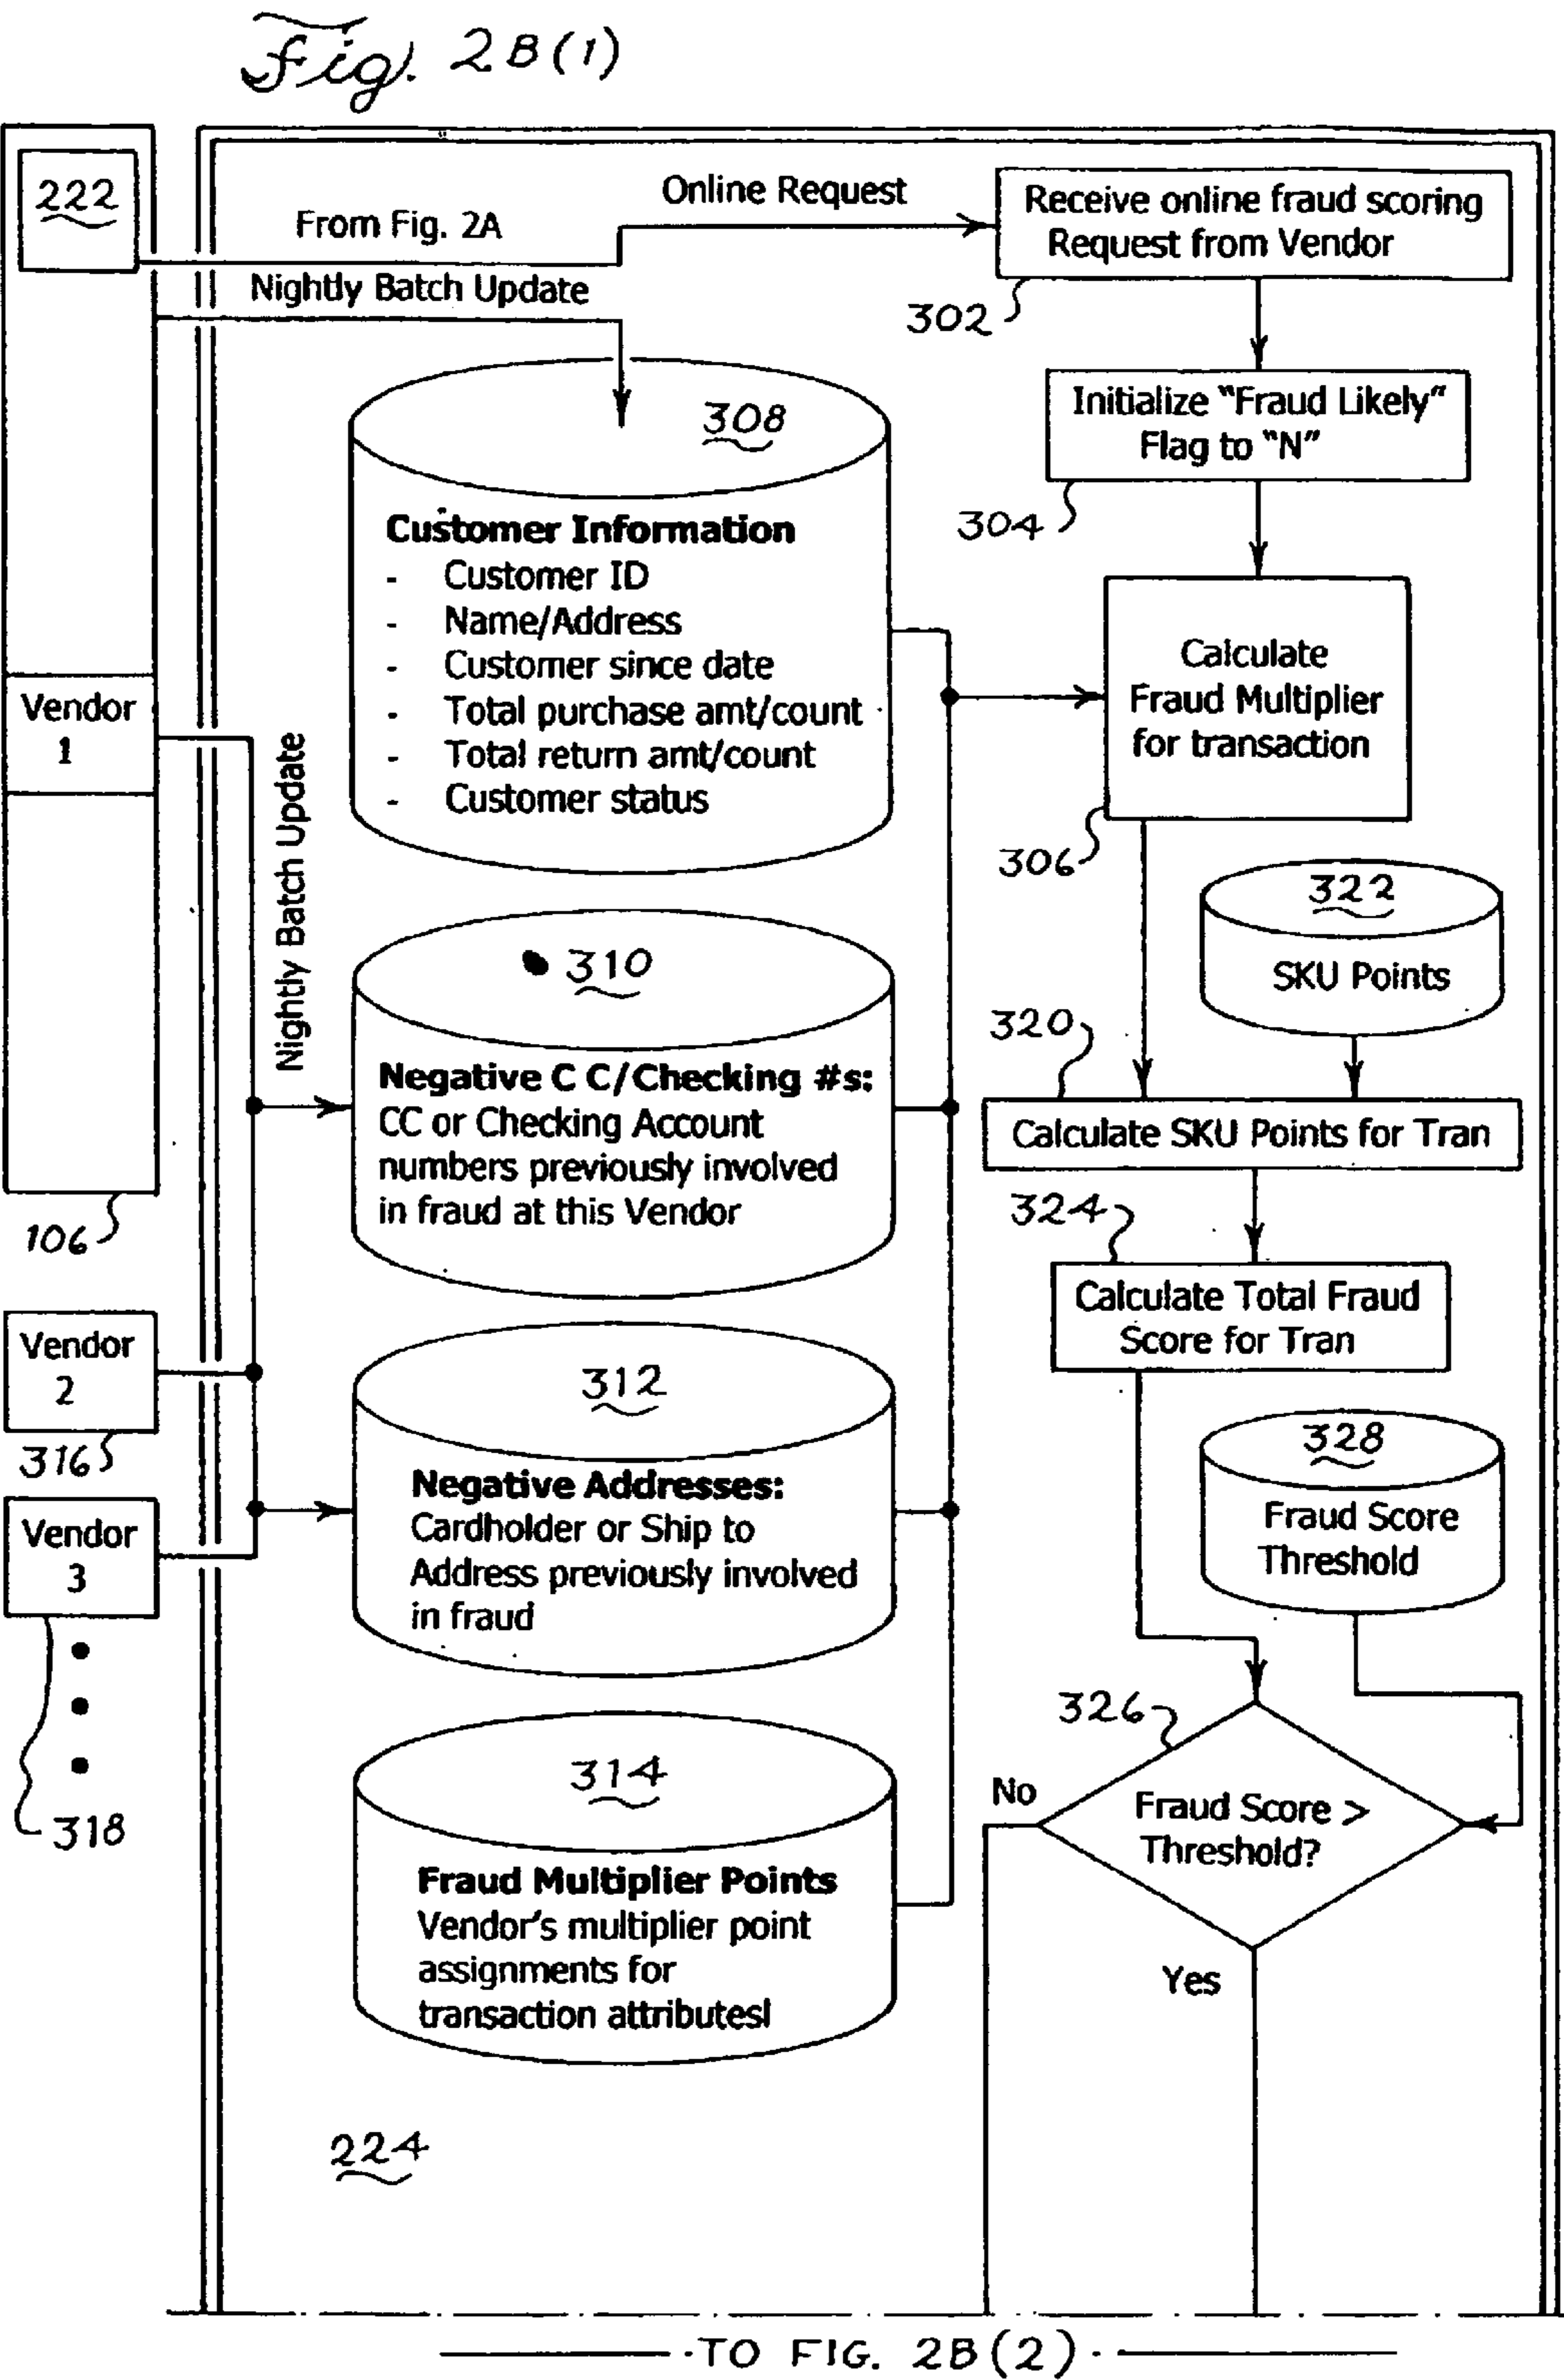 Fig. 2B(1)
222
From Fig. 2A
Online Request
Nightly Batch Update
Receive online fraud scoring
Request from Vendor
302
308
Initialize "Fraud Likely"
Flag to "N"
304
Customer Information
- Customer ID
- Name/Address
- Customer since date
- Total purchase amt/count
- Total return amt/count
- Customer status
Calculate
Fraud Multiplier
for transaction
306
Vendor
1
Nightly Batch Update
322
SKU Points
310
Negative C C/Checking #s:
CC or Checking Account
numbers previously involved
in fraud at this Vendor
320
Calculate SKU Points for Tran
106
324
Calculate Total Fraud
Score for Tran
Vendor
2
316
312
Negative Addresses:
Cardholder or Ship to
Address previously involved
in fraud
328
Fraud Score
Threshold
Vendor
3
318
314
Fraud Multiplier Points
Vendor's multiplier point
assignments for
transaction attributesl
326
No
Fraud Score >
Threshold?
Yes
224
TO FIG. 2B(2)